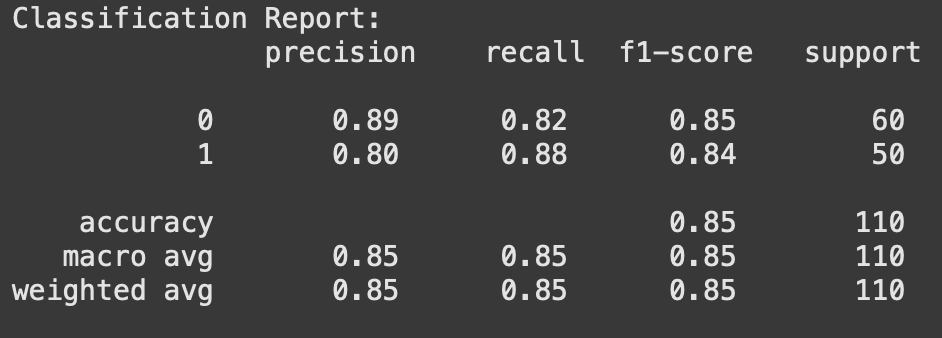 Classification Report:
precision recall f1-score support
0 0.89 0.82 0.85 60
1 0.80 0.88 0.84 50
accuracy 0.85 110
macro avg 0.85 0.85 0.85 110
weighted avg 0.85 0.85 0.85 110